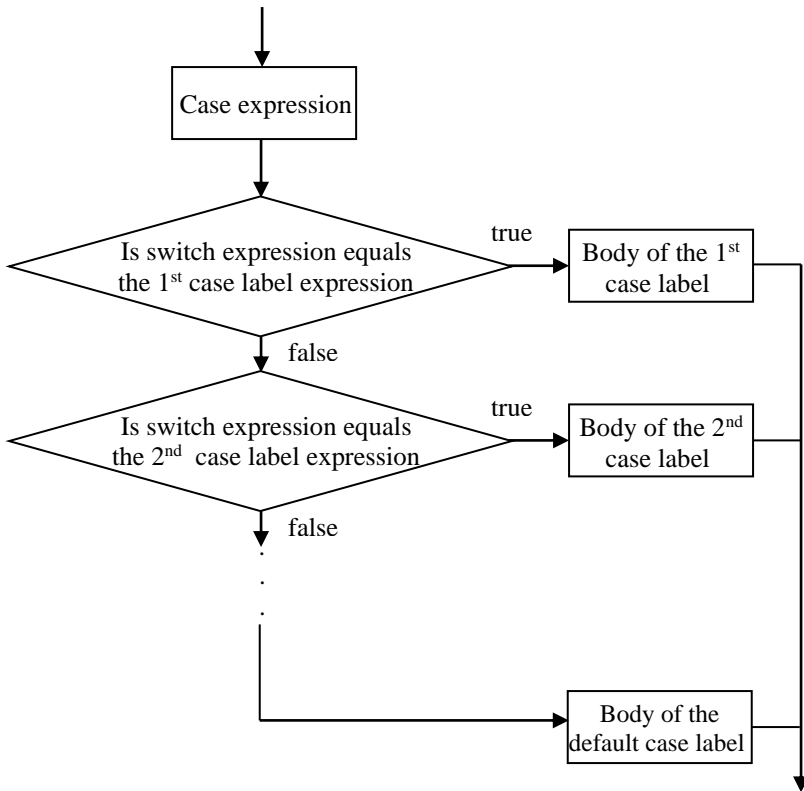 Case expression
Is switch expression equals
the 1st case label expression
true
Body of the 1st
case label
false
Is switch expression equals
the 2nd case label expression
true
Body of the 2nd
case label
false
.
.
.
Body of the
default case label